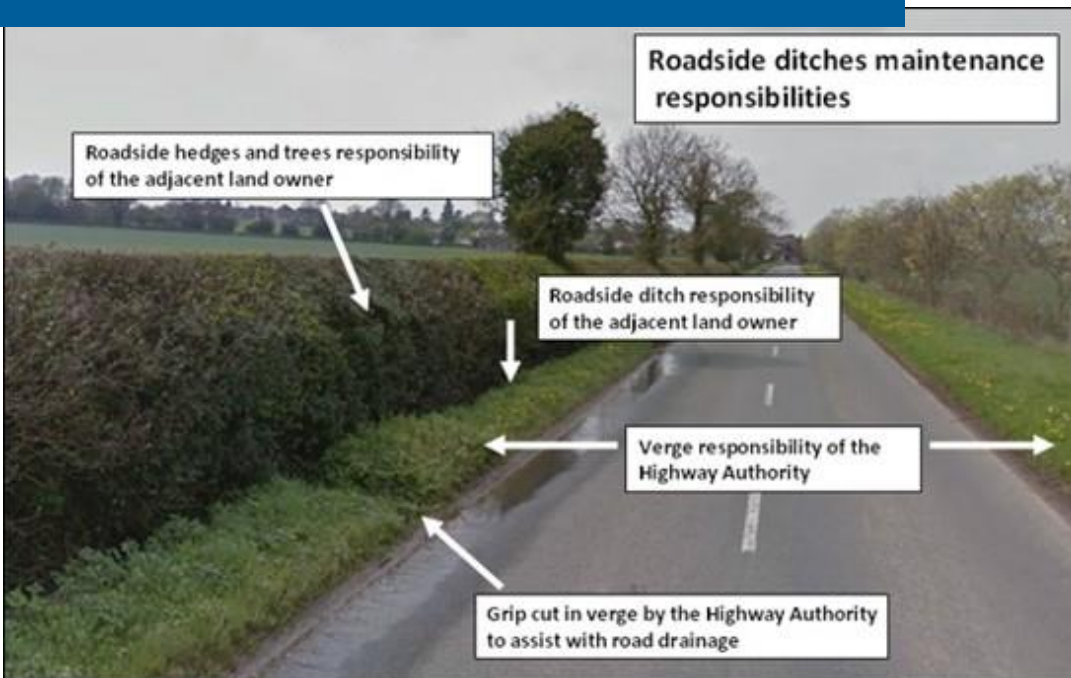 Roadside ditches maintenance
responsibilities
Roadside hedges and trees responsibility
of the adjacent land owner
Roadside ditch responsibility
of the adjacent land owner
Verge responsibility of the
Highway Authority
Grip cut in verge by the Highway Authority
to assist with road drainage